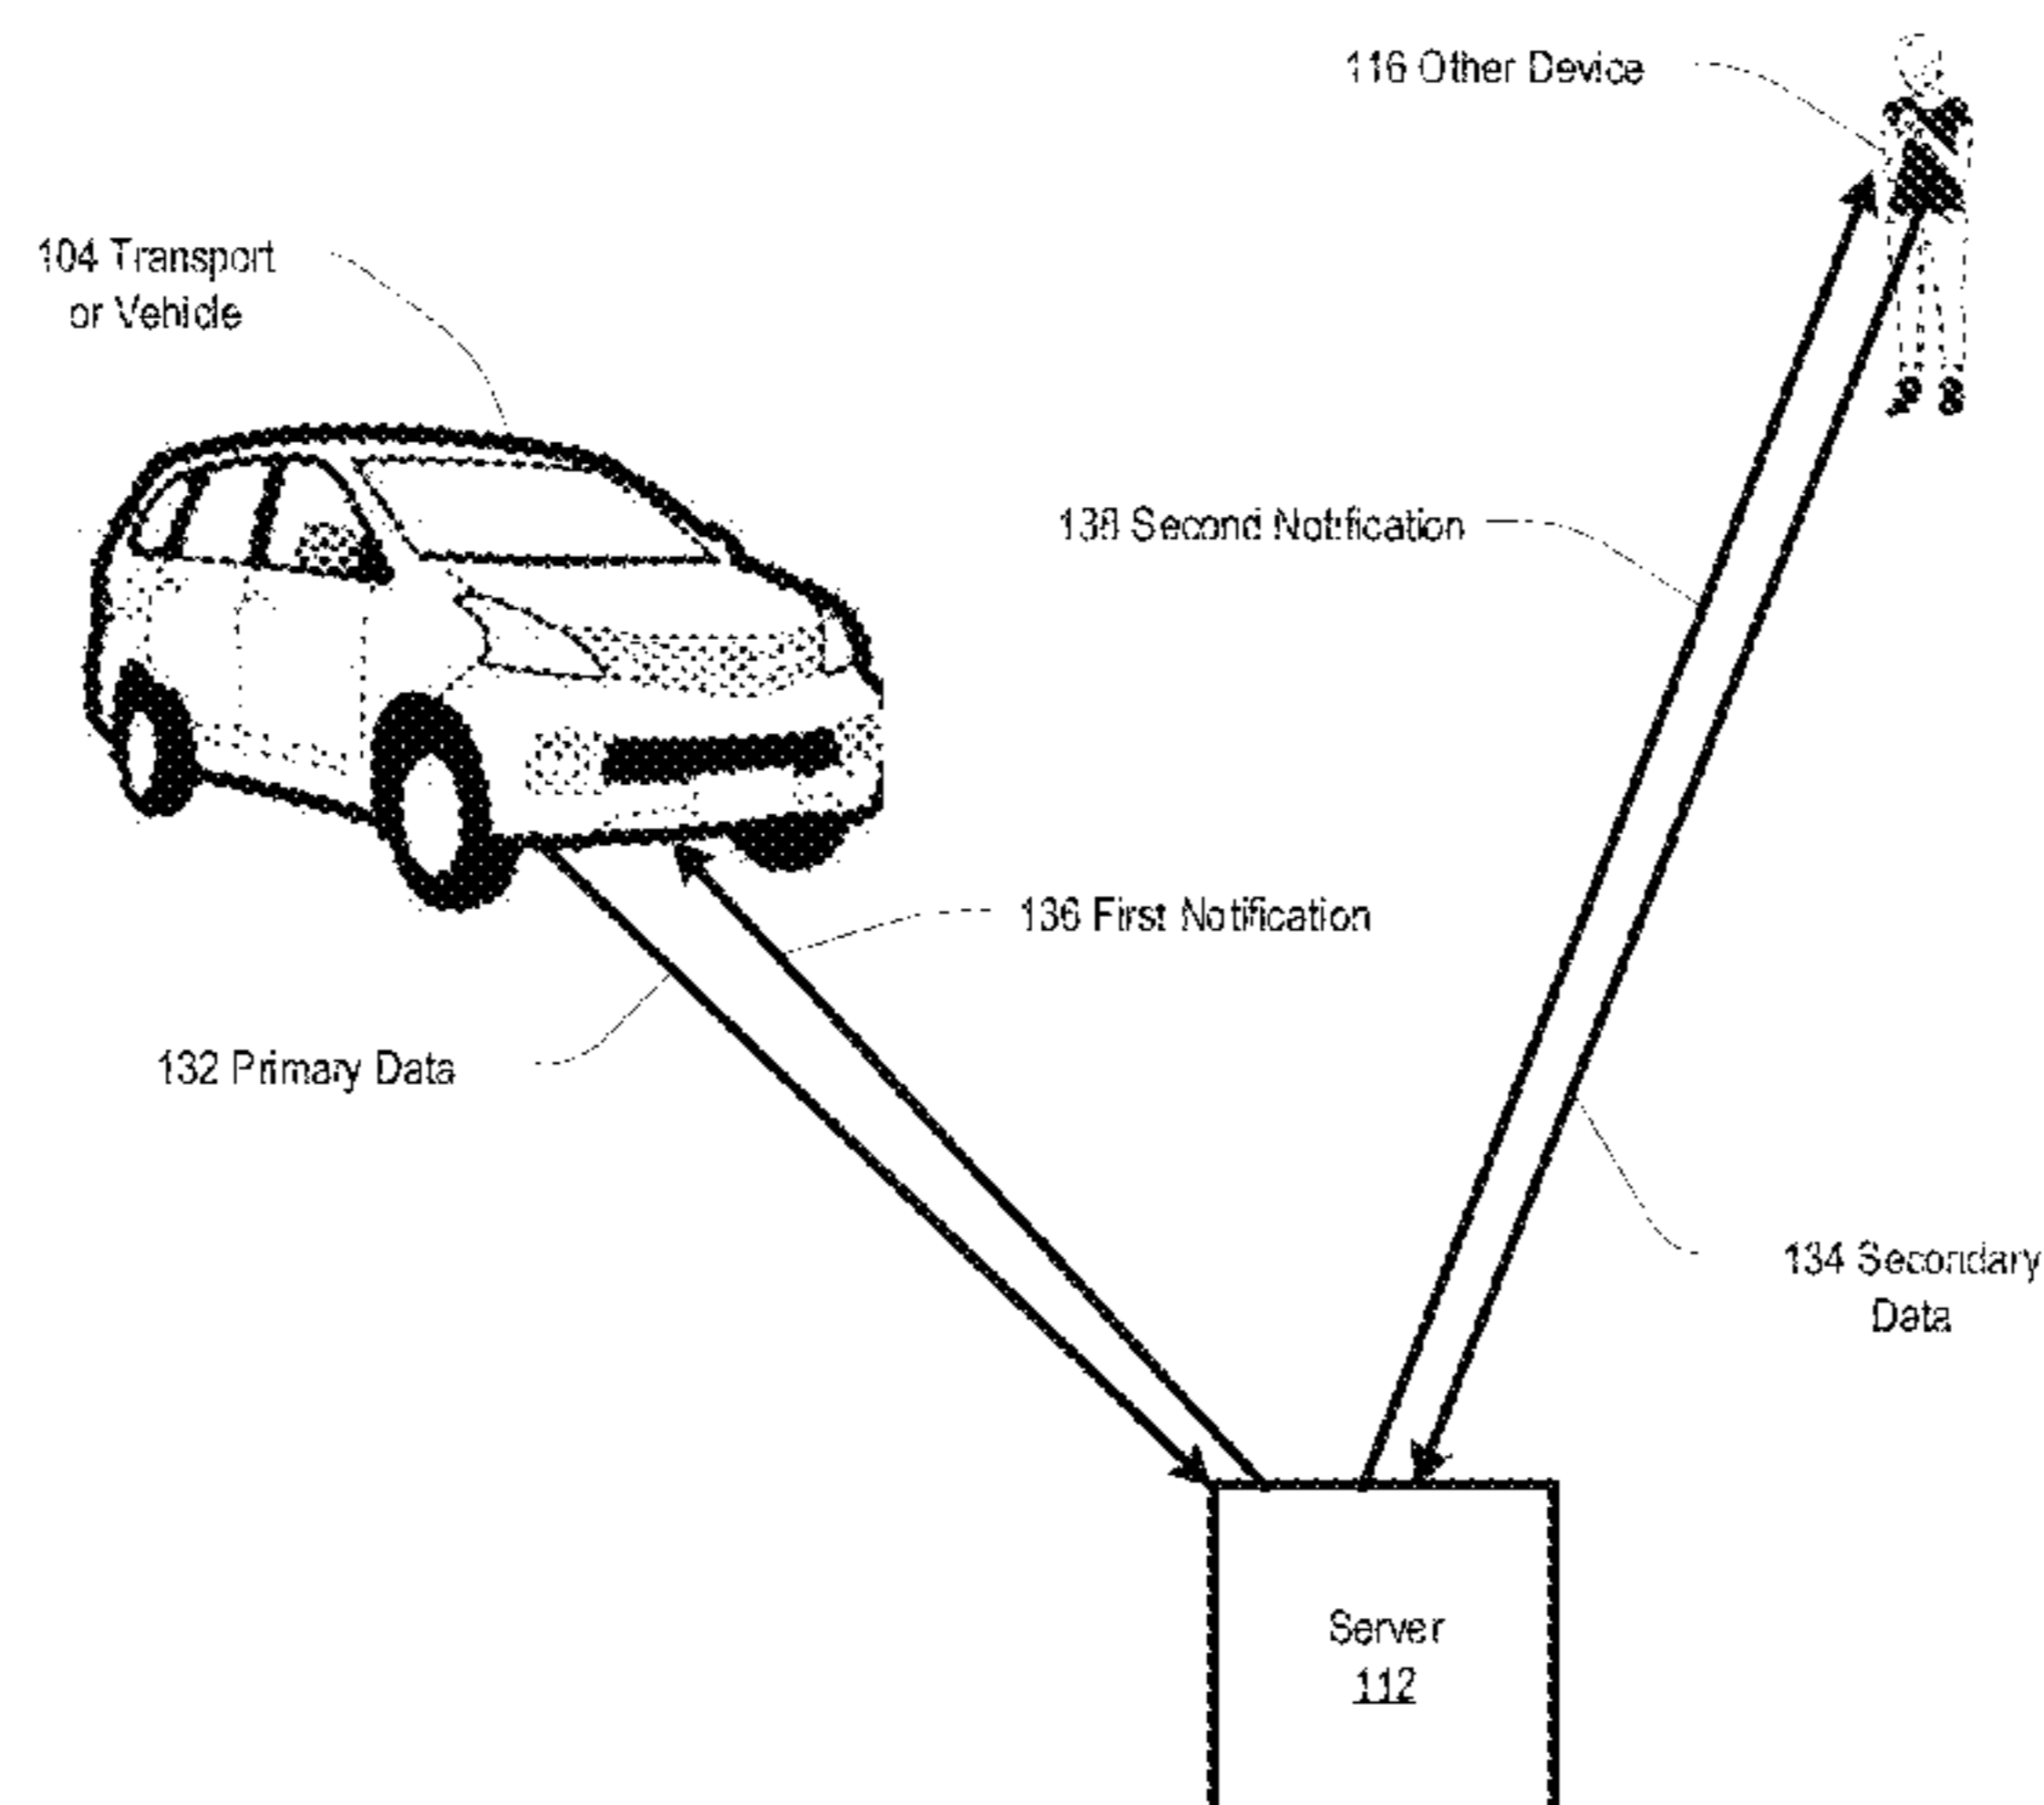 116 Other Device
104 Transport
or Vehicle
138 Second Notification
136 First Notification
132 Primary Data
134 Secondary
Data
Server
112